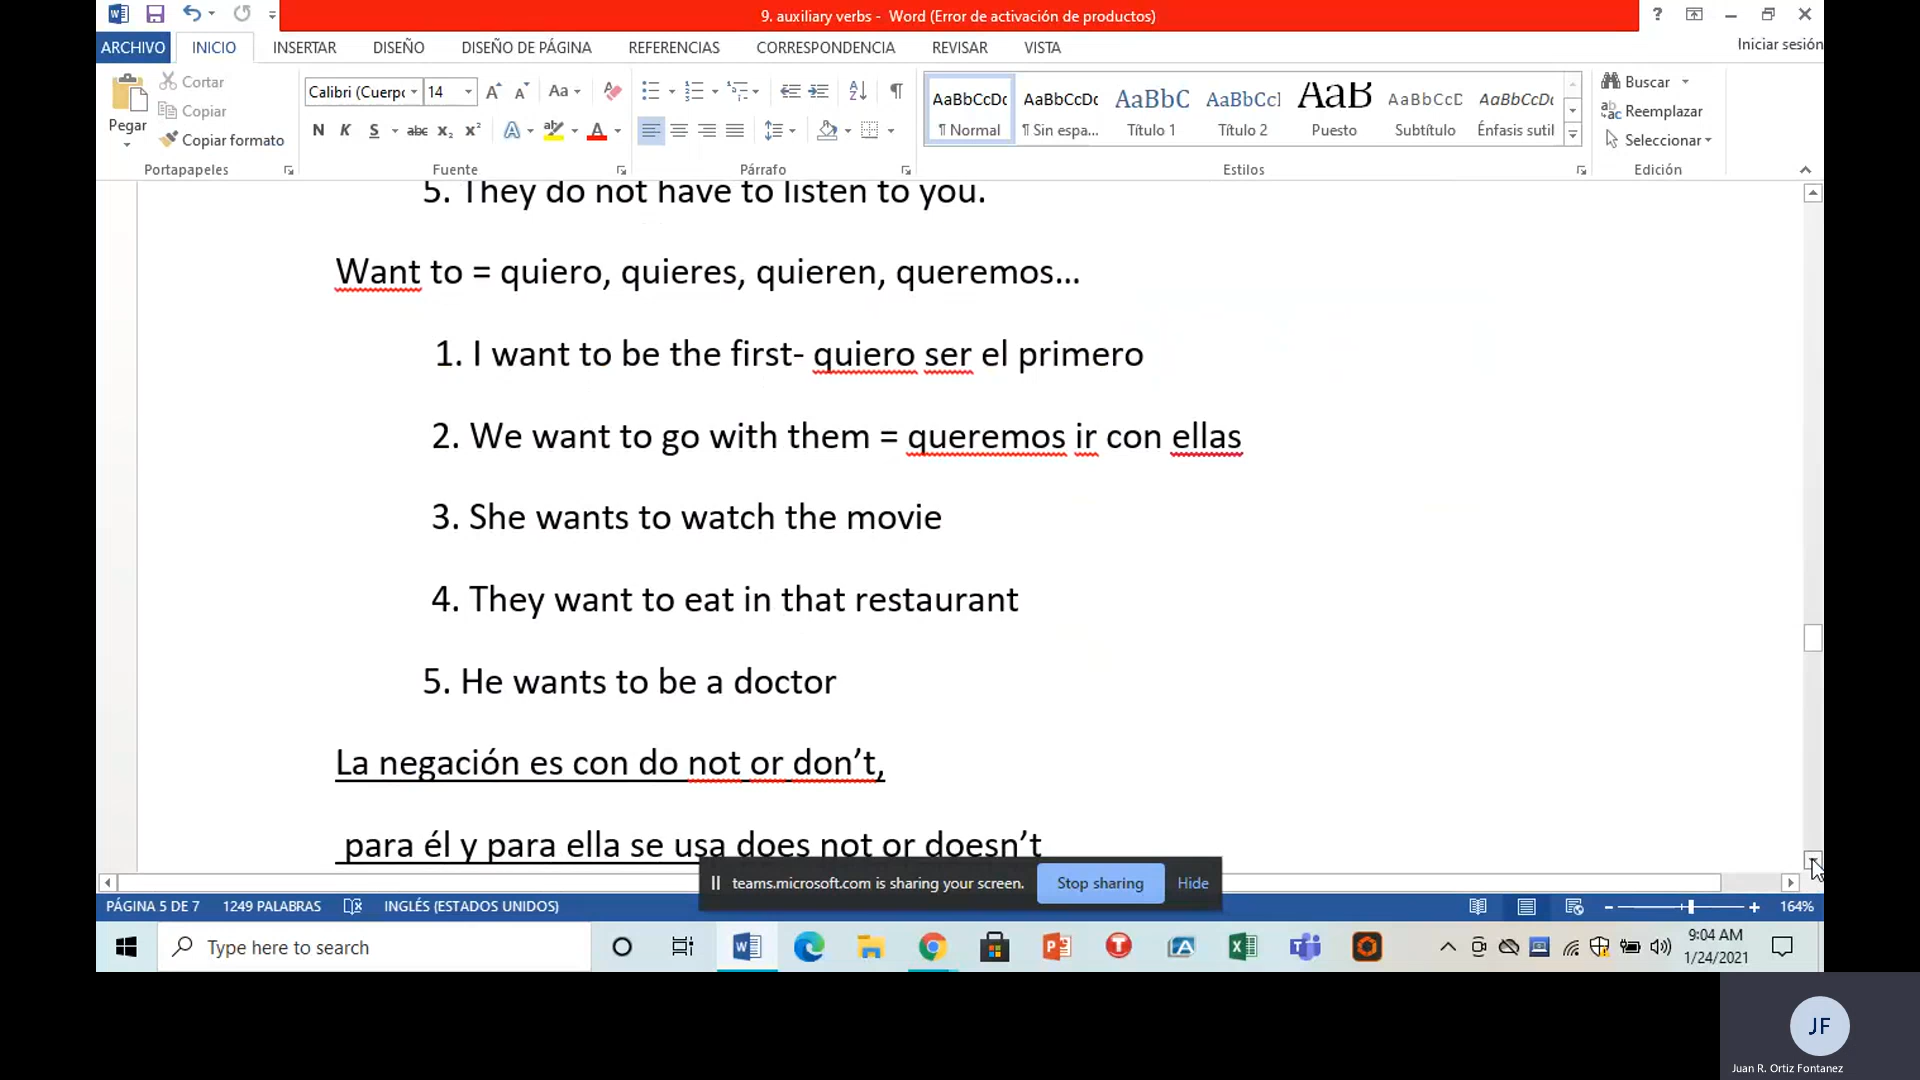 9. auxiliary verbs - Word (Error de activación de productos)
?
ARCHIVO INICIO INSERTAR DISEÑO DISEÑO DE PÁGINA REFERENCIAS CORRESPONDENCIA REVISAR VISTA Iniciar sesión
Pegar
Cortar
Copiar
Copiar formato
Portapapeles
Calibri (Cuerpo 14
N K S abc x₂ x²
Fuente
Párrafo
AaBbCcDc AaBbCcDc AaBbC AaBbCcI AaB AaBbCcD AaBbCcDc
¶ Normal ¶ Sin espa... Título 1 Título 2 Puesto Subtítulo Énfasis sutil
Estilos
Buscar
Reemplazar
Seleccionar
Edición
5. They do not have to listen to you.
Want to = quiero, quieres, quieren, queremos...
1. I want to be the first- quiero ser el primero
2. We want to go with them = queremos ir con ellas
3. She wants to watch the movie
4. They want to eat in that restaurant
5. He wants to be a doctor
La negación es con do not or don't,
para él y para ella se usa does not or doesn't
teams.microsoft.com is sharing your screen. Stop sharing Hide
PÁGINA 5 DE 7 1249 PALABRAS INGLÉS (ESTADOS UNIDOS) 164%
Type here to search
9:04 AM
1/24/2021
JF
Juan R. Ortiz Fontanez